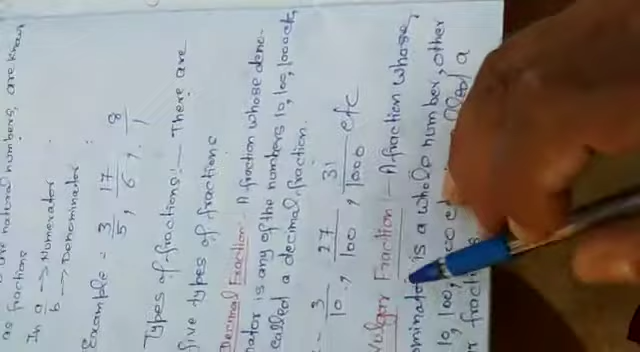 are natural numbers, are know
as fractions
In a → Numerator
b → Denominator
Example = 3/5, 17/6, 8/1
Types of fractions:— There are
five types of fractions
Decimal Fraction - A fraction whose deno-
nator is any of the numbers 10, 100, 1000 etc,
called a decimal fraction.
= 3/10, 27/100, 31/1000 etc
Vulgar Fraction:— A fraction whose,
ominator is a whole number, other
10, 100,
a